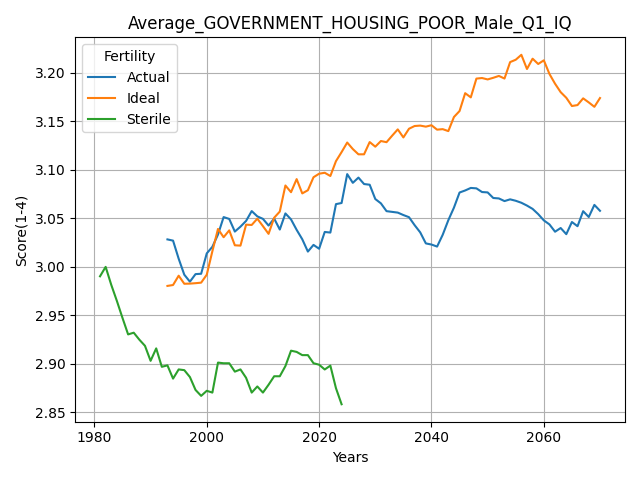 Average_GOVERNMENT_HOUSING_POOR_Male_Q1_IQ
Fertility
Actual
Ideal
Sterile
Score(1-4)
3.20
3.15
3.10
3.05
3.00
2.95
2.90
2.85
1980 2000 2020 2040 2060
Years